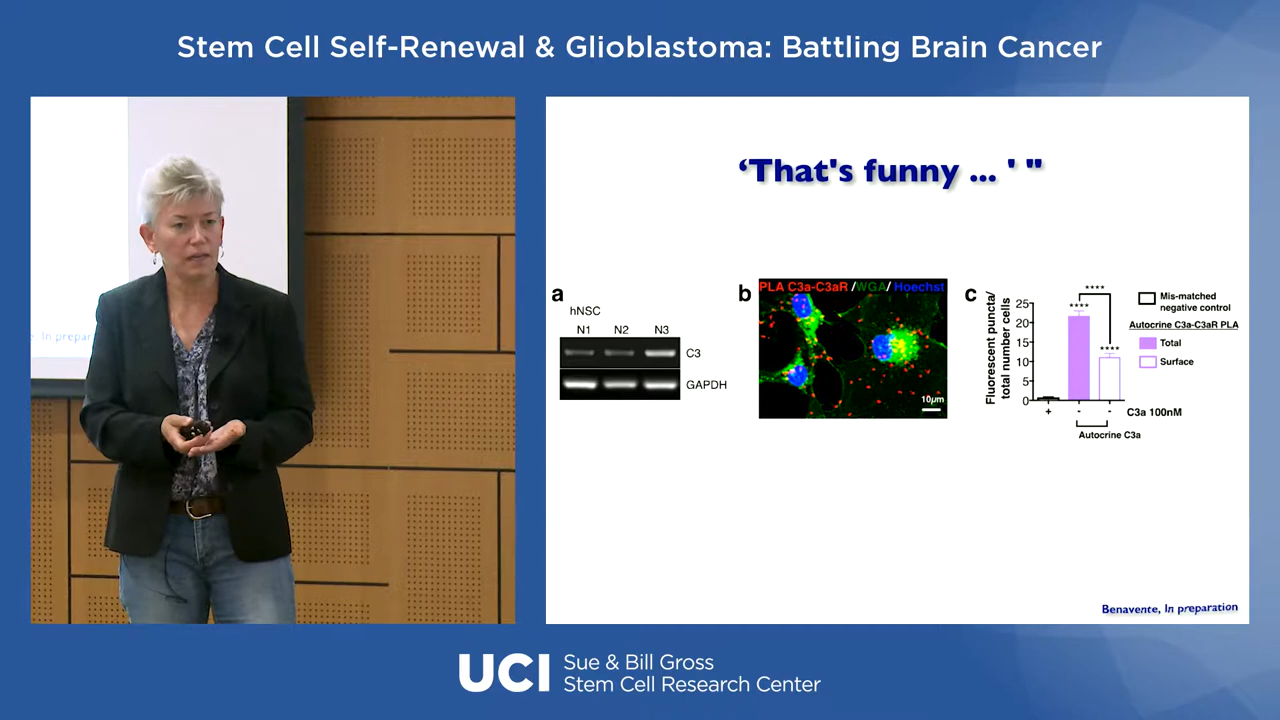 Stem Cell Self-Renewal & Glioblastoma: Battling Brain Cancer
e. In prepar
‘That's funny ... ' "
a
hNSC
N1 N2 N3
C3
GAPDH
b
PLA C3a-C3aR /WGA/ Hoechst
10µm
c
Fluorescent puncta/
total number cells
25
20
15
10
5
0
****
****
****
+ - -
C3a 100nM
Autocrine C3a
Mis-matched
negative control
Autocrine C3a-C3aR PLA
Total
Surface
Benavente, In preparation
UCI
Sue & Bill Gross
Stem Cell Research Center